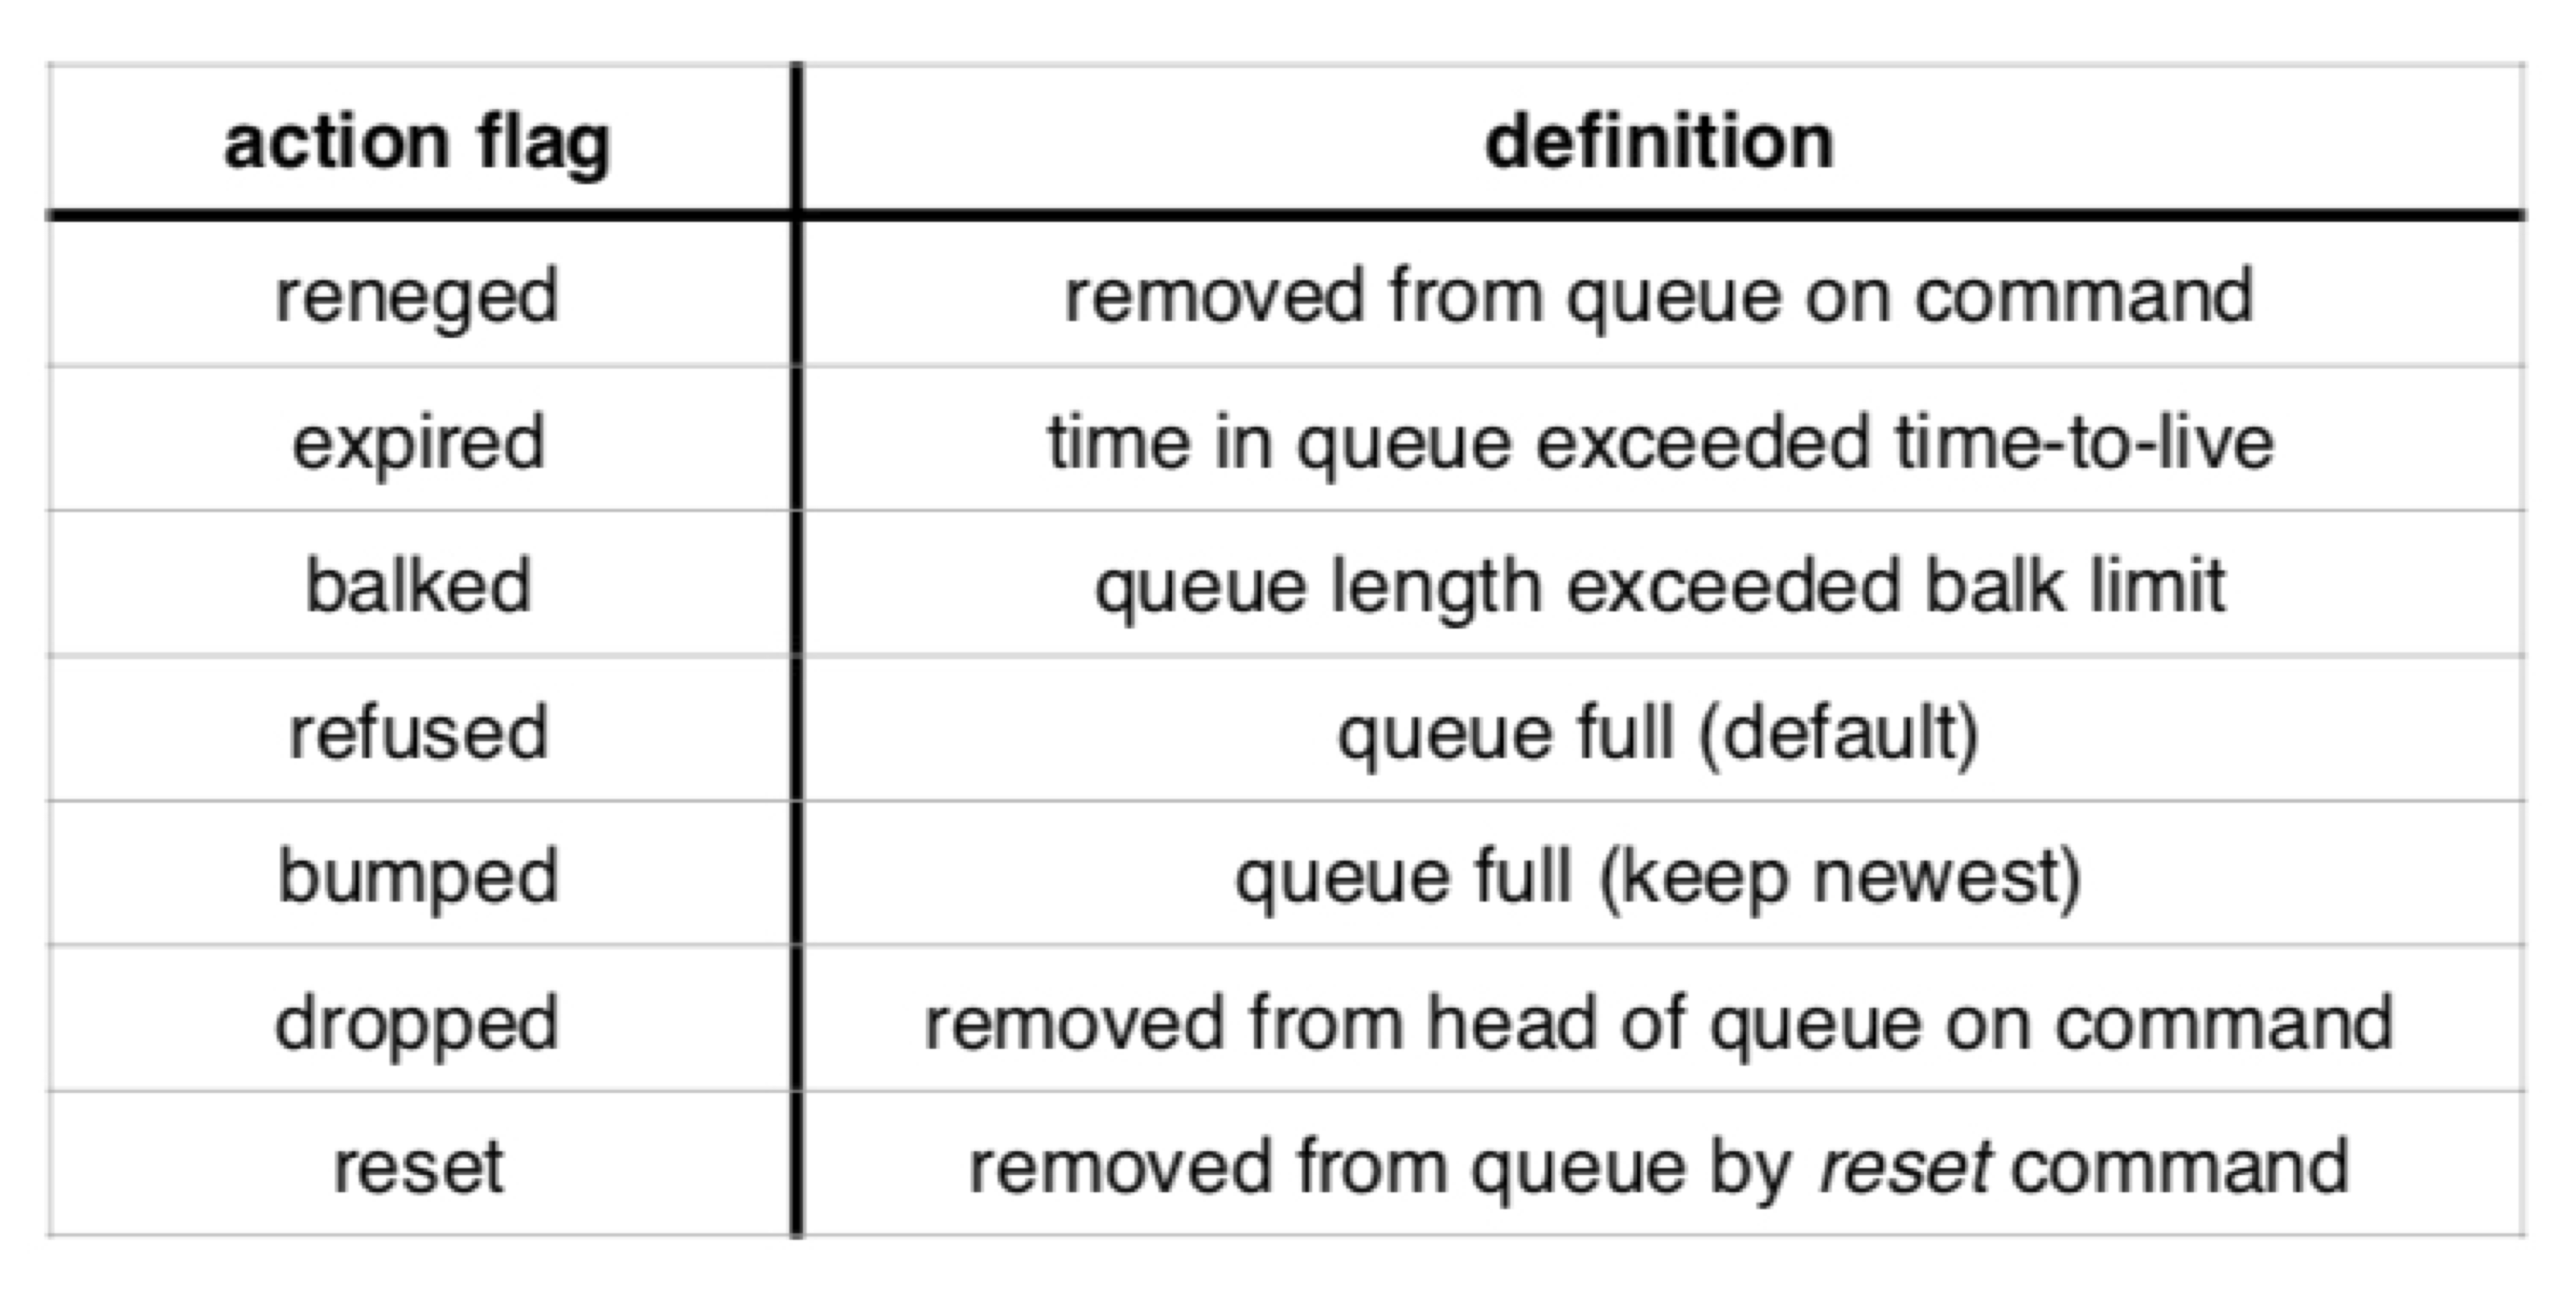 action flag definition
reneged removed from queue on command
expired time in queue exceeded time-to-live
balked queue length exceeded balk limit
refused queue full (default)
bumped queue full (keep newest)
dropped removed from head of queue on command
reset removed from queue by reset command